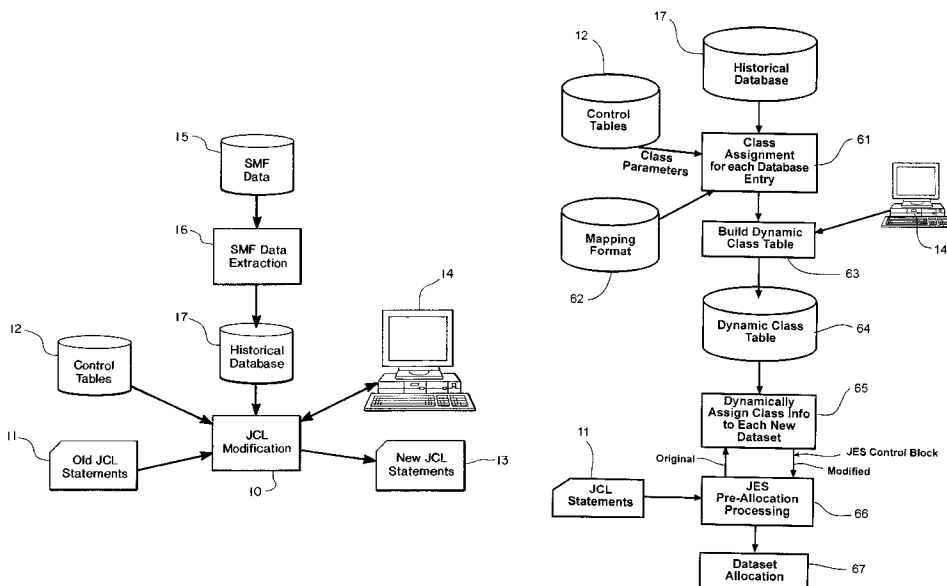 15
SMF
Data
16
SMF Data
Extraction
14
17
Historical
Database
12
Control
Tables
JCL
Modification
11
Old JCL
Statements
10
New JCL
Statements
13
17
12
Historical
Database
Control
Tables
Class
Parameters
Class
Assignment
for each Database
Entry
61
Mapping
Format
62
Build Dynamic
Class Table
63
14
Dynamic Class
Table
64
65
Dynamically
Assign Class Info
to Each New
Dataset
Original
JES Control Block
Modified
11
JCL
Statements
JES
Pre-Allocation
Processing
66
Dataset
Allocation
67